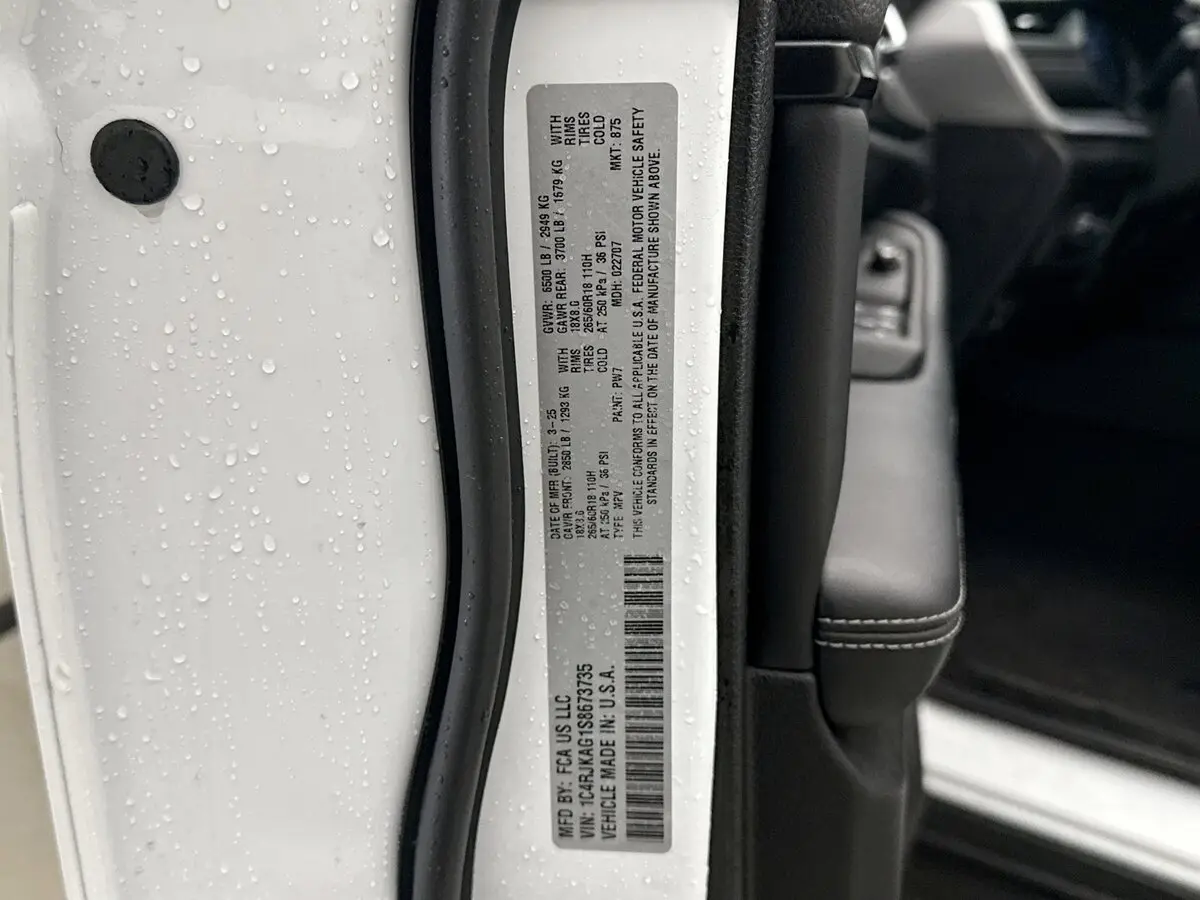 MFD BY: FCA US LLC
VIN: 1C4RJKAG1S8673735
VEHICLE MADE IN: U.S.A.
DATE OF MFR (BUILT): 3-25 GVWR: 6500 LB / 2949 KG
GAWR FRONT: 2850 LB / 1293 KG WITH GAWR REAR: 3700 LB / 1679 KG WITH
18X8.0 RIMS 18X8.0 RIMS
265/60R18 110H TIRES 265/60R18 110H TIRES
AT 250 kPa / 36 PSI COLD AT 250 kPa / 36 PSI COLD
TYPE: MPV PAINT: PW7 MDH: 022707 MKT: 875
THIS VEHICLE CONFORMS TO ALL APPLICABLE U.S.A. FEDERAL MOTOR VEHICLE SAFETY
STANDARDS IN EFFECT ON THE DATE OF MANUFACTURE SHOWN ABOVE.